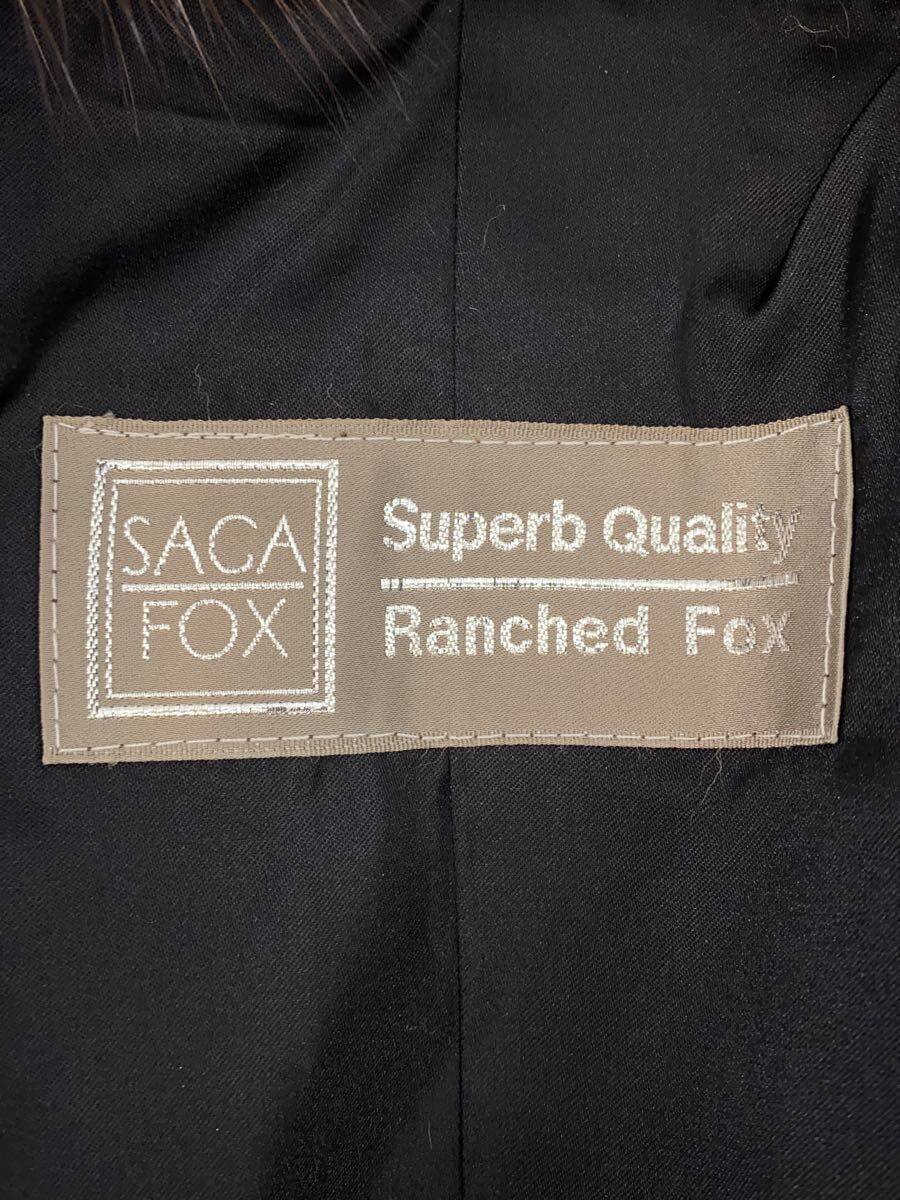 SAGA
FOX
Superb Quality
Ranched Fox